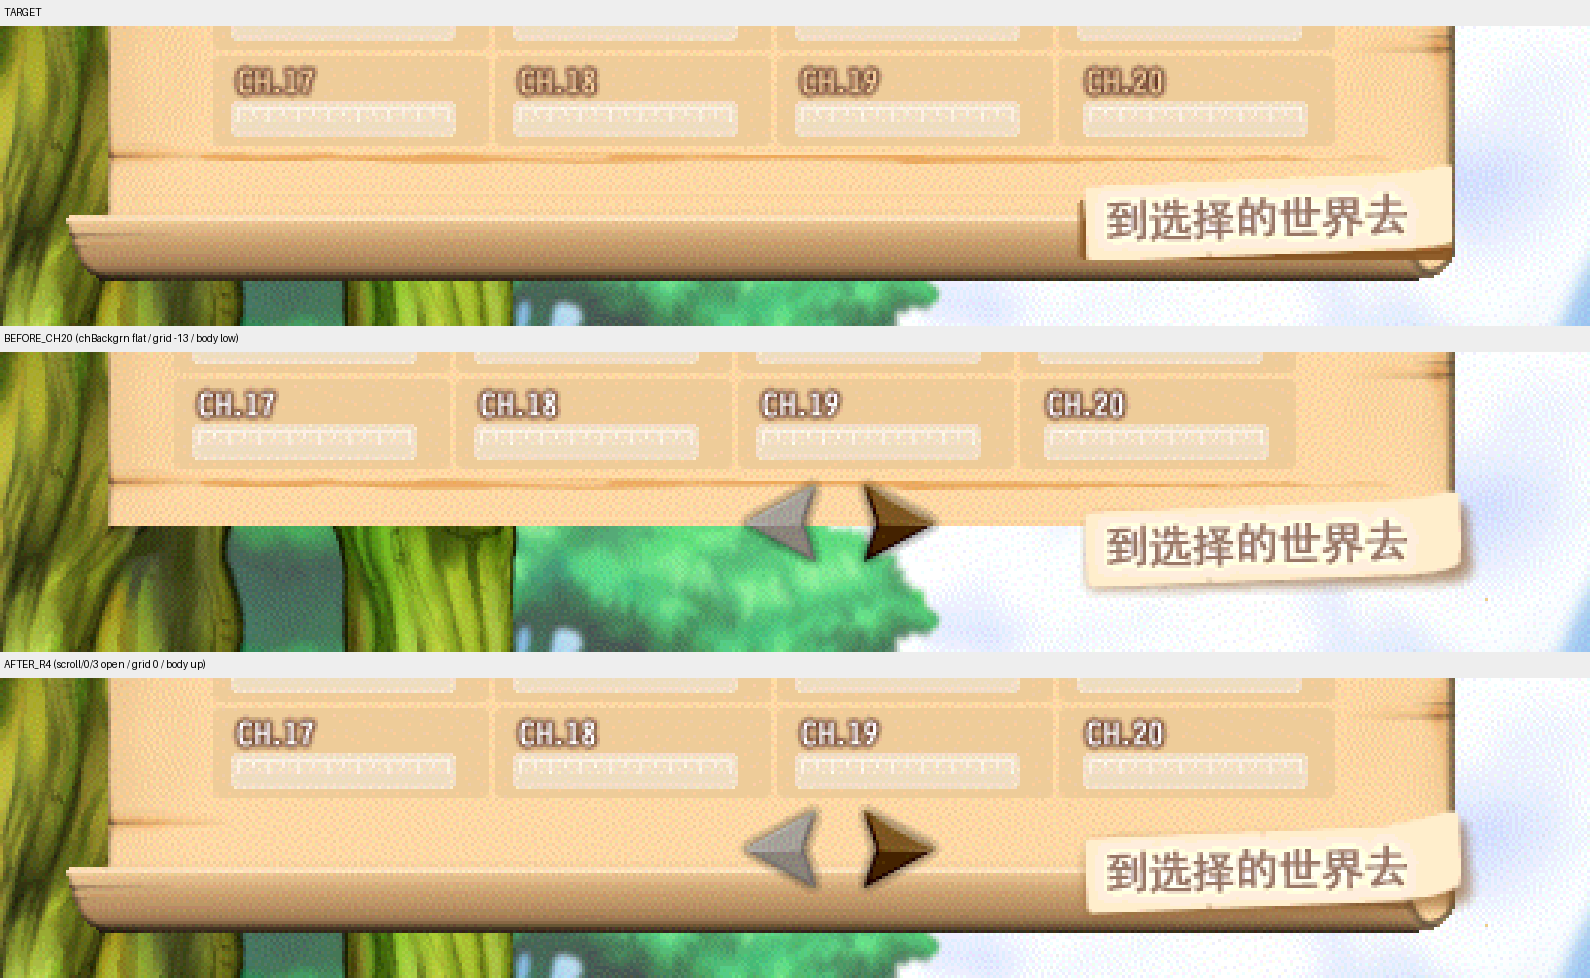 TARGET
CH.17 CH.18 CH.19 CH.20
到选择的世界去
BEFORE_CH20 (chBackgrn flat / grid -13 / body low)
CH.17 CH.18 CH.19 CH.20
到选择的世界去
AFTER_R4 (scroll/0/3 open / grid 0 / body up)
CH.17 CH.18 CH.19 CH.20
到选择的世界去